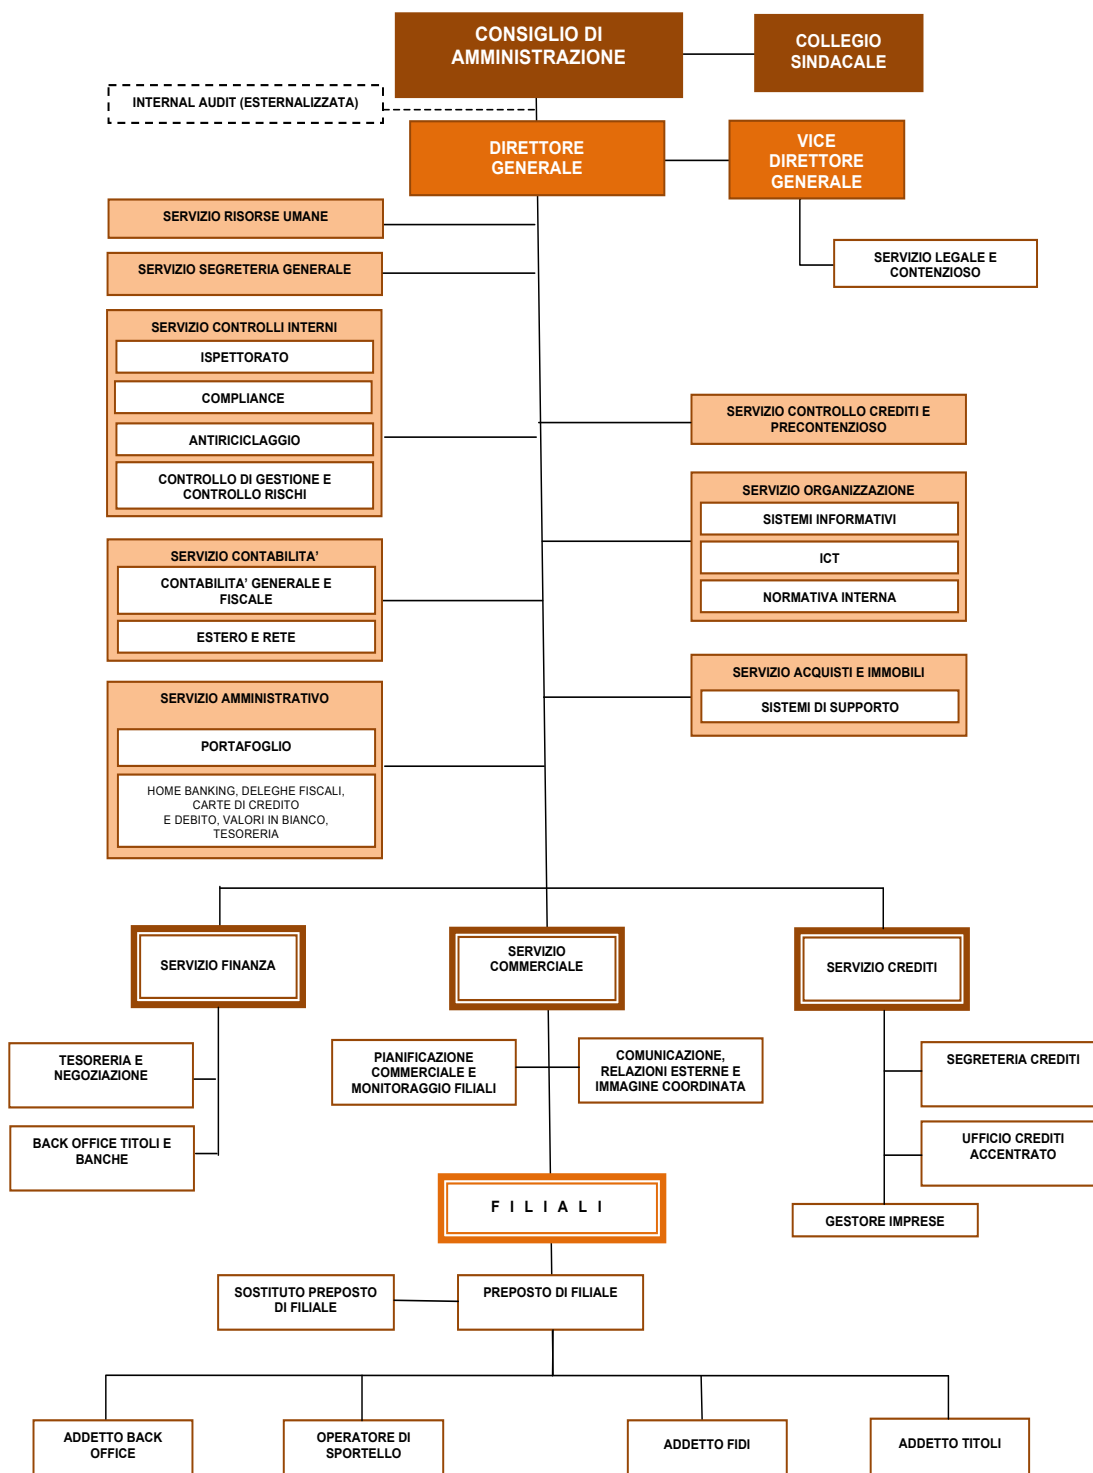 CONSIGLIO DI
AMMINISTRAZIONE
COLLEGIO
SINDACALE
INTERNAL AUDIT (ESTERNALIZZATA)
DIRETTORE
GENERALE
VICE
DIRETTORE
GENERALE
SERVIZIO RISORSE UMANE
SERVIZIO LEGALE E
CONTENZIOSO
SERVIZIO SEGRETERIA GENERALE
SERVIZIO CONTROLLI INTERNI
ISPETTORATO
COMPLIANCE
ANTIRICICLAGGIO
CONTROLLO DI GESTIONE E
CONTROLLO RISCHI
SERVIZIO CONTROLLO CREDITI E
PRECONTENZIOSO
SERVIZIO ORGANIZZAZIONE
SISTEMI INFORMATIVI
ICT
NORMATIVA INTERNA
SERVIZIO CONTABILITA'
CONTABILITA' GENERALE E
FISCALE
ESTERO E RETE
SERVIZIO ACQUISTI E IMMOBILI
SISTEMI DI SUPPORTO
SERVIZIO AMMINISTRATIVO
PORTAFOGLIO
HOME BANKING, DELEGHE FISCALI,
CARTE DI CREDITO
E DEBITO, VALORI IN BIANCO,
TESORERIA
SERVIZIO FINANZA
SERVIZIO
COMMERCIALE
SERVIZIO CREDITI
TESORERIA E
NEGOZIAZIONE
PIANIFICAZIONE
COMMERCIALE E
MONITORAGGIO FILIALI
COMUNICAZIONE,
RELAZIONI ESTERNE E
IMMAGINE COORDINATA
SEGRETERIA CREDITI
BACK OFFICE TITOLI E
BANCHE
UFFICIO CREDITI
ACCENTRATO
F I L I A L I
GESTORE IMPRESE
SOSTITUTO PREPOSTO
DI FILIALE
PREPOSTO DI FILIALE
ADDETTO BACK
OFFICE
OPERATORE DI
SPORTELLO
ADDETTO FIDI
ADDETTO TITOLI